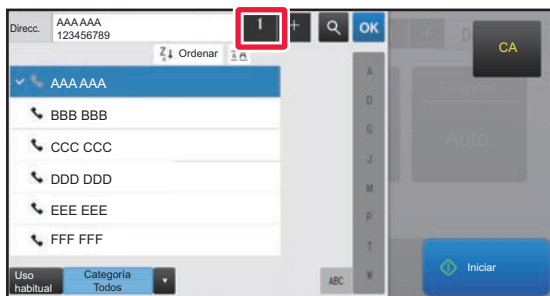 Direcc.
AAA AAA
123456789
1
+
OK
CA
Ordenar
AAA AAA
BBB BBB
CCC CCC
DDD DDD
EEE EEE
FFF FFF
A
D
G
J
M
P
T
W
Original
Auto.
Uso
habitual
Categoría
Todos
ABC
Iniciar